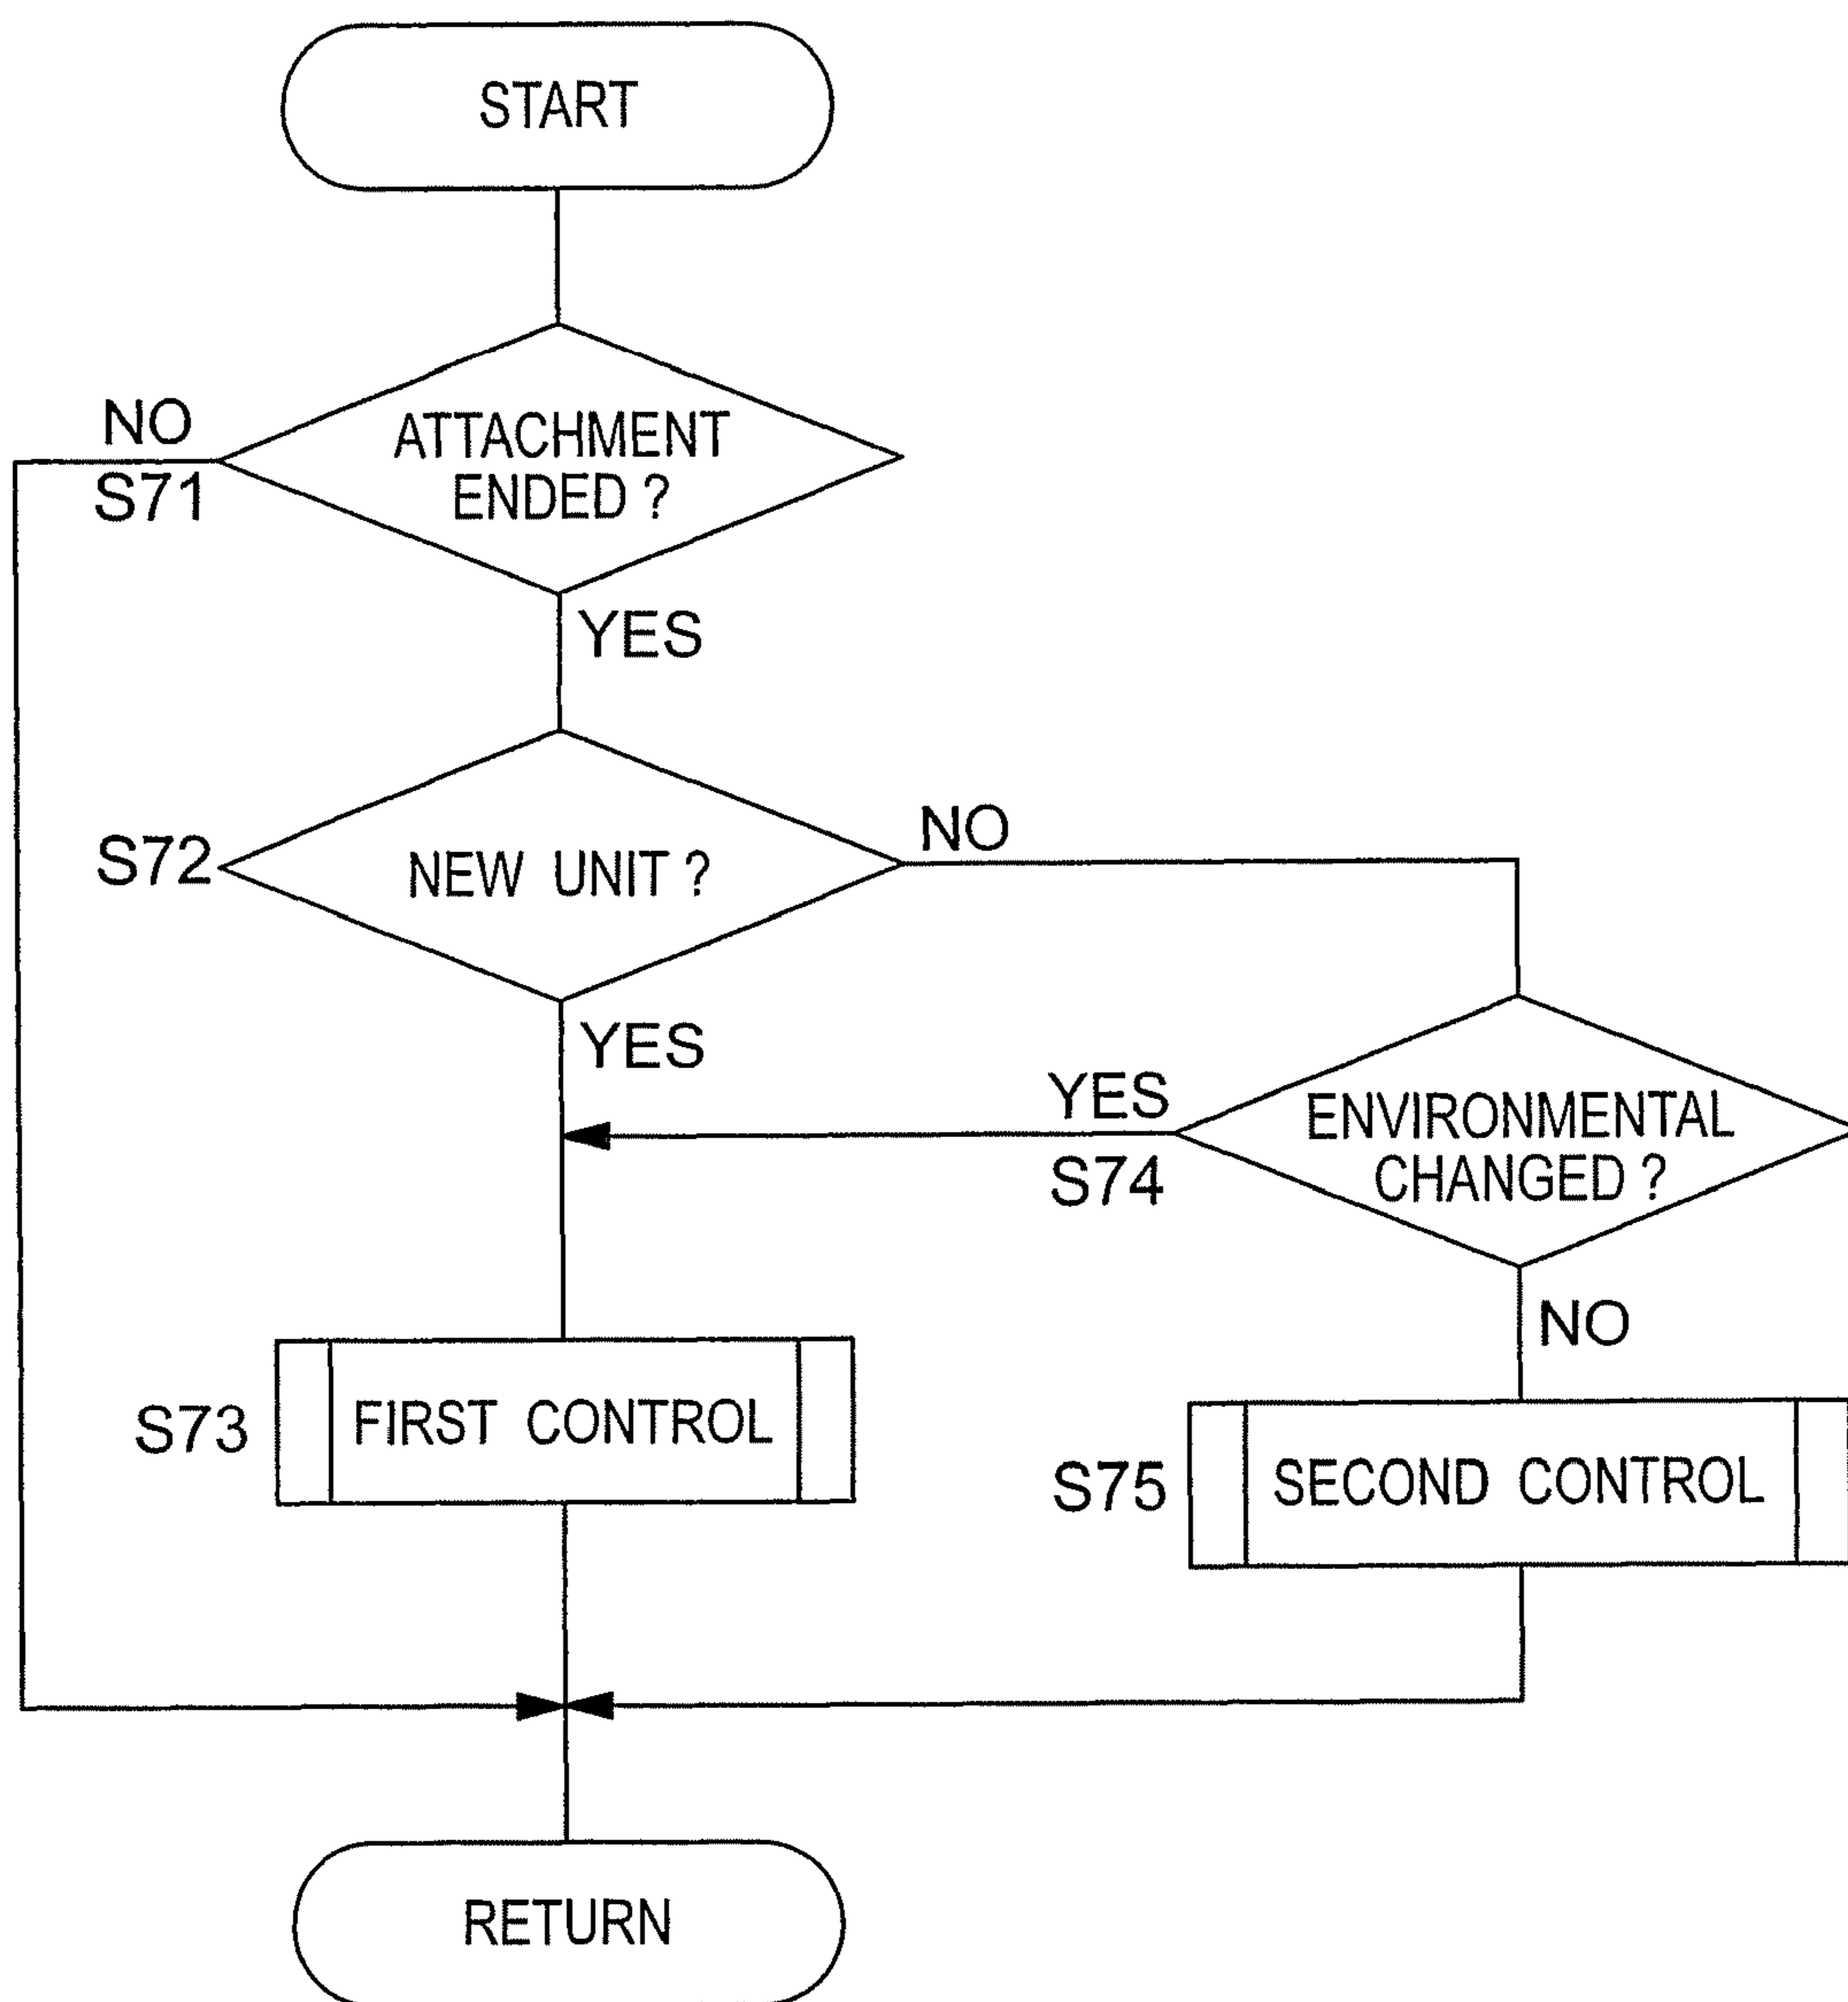 START
NO
S71
ATTACHMENT
ENDED ?
YES
S72
NEW UNIT ?
NO
YES
YES
S74
ENVIRONMENTAL
CHANGED ?
NO
S73
FIRST CONTROL
S75
SECOND CONTROL
RETURN